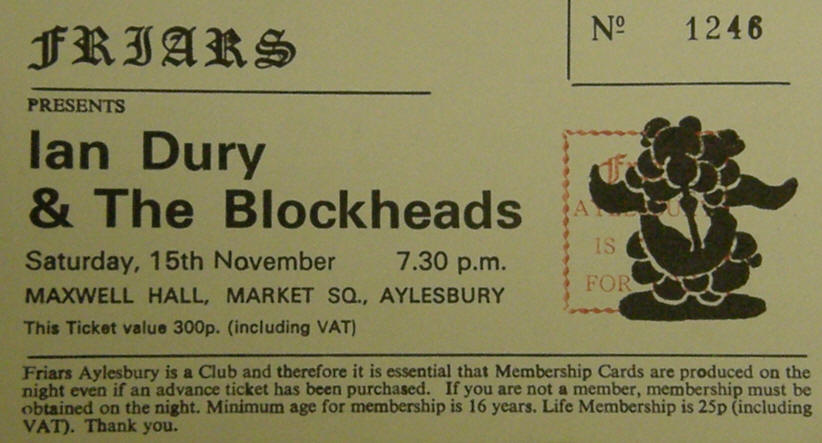 FRIARS
Nº 1246
PRESENTS
Ian Dury
& The Blockheads
Saturday, 15th November 7.30 p.m.
MAXWELL HALL, MARKET SQ., AYLESBURY
This Ticket value 300p. (including VAT)
IS
FOR
Friars Aylesbury is a Club and therefore it is essential that Membership Cards are produced on the
night even if an advance ticket has been purchased. If you are not a member, membership must be
obtained on the night. Minimum age for membership is 16 years. Life Membership is 25p (including
VAT). Thank you.